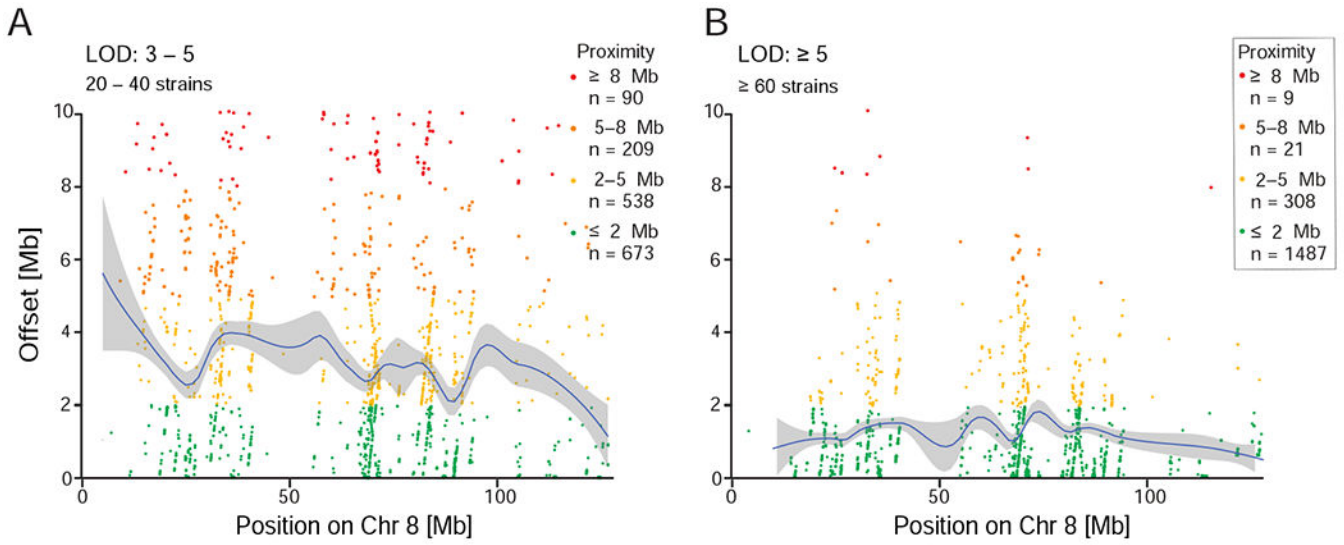 A
LOD: 3 – 5
20 – 40 strains
Proximity
≥ 8 Mb
n = 90
5–8 Mb
n = 209
2–5 Mb
n = 538
≤ 2 Mb
n = 673
Offset [Mb]
10
8
6
4
2
0
0
50
100
Position on Chr 8 [Mb]
B
LOD: ≥ 5
≥ 60 strains
Proximity
≥ 8 Mb
n = 9
5–8 Mb
n = 21
2–5 Mb
n = 308
≤ 2 Mb
n = 1487
10
8
6
4
2
0
0
50
100
Position on Chr 8 [Mb]